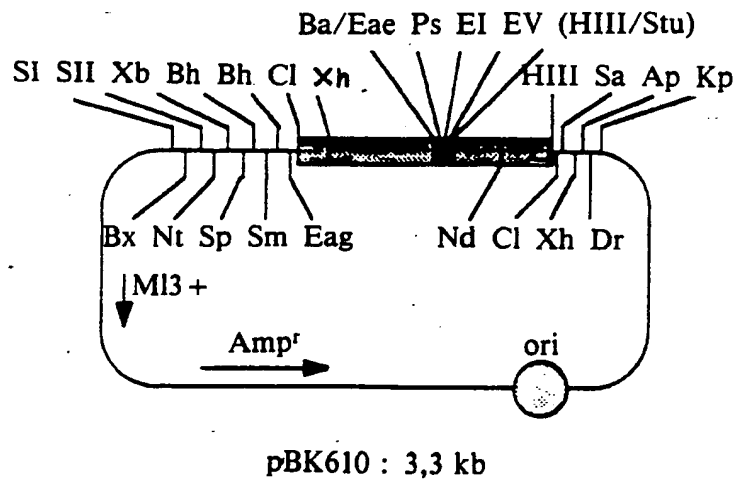 Ba/Eae Ps EI EV (HIII/Stu)
SI SII Xb Bh Bh Cl Xh HIII Sa Ap Kp
Bx Nt Sp Sm Eag Nd Cl Xh Dr
M13 +
Ampr
ori
pBK610 : 3,3 kb